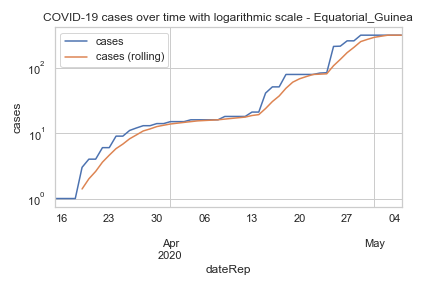 COVID-19 cases over time with logarithmic scale - Equatorial_Guinea
cases
cases (rolling)
cases
10²
10¹
10⁰
16 23 30 06 13 20 27 04
Apr May
2020
dateRep